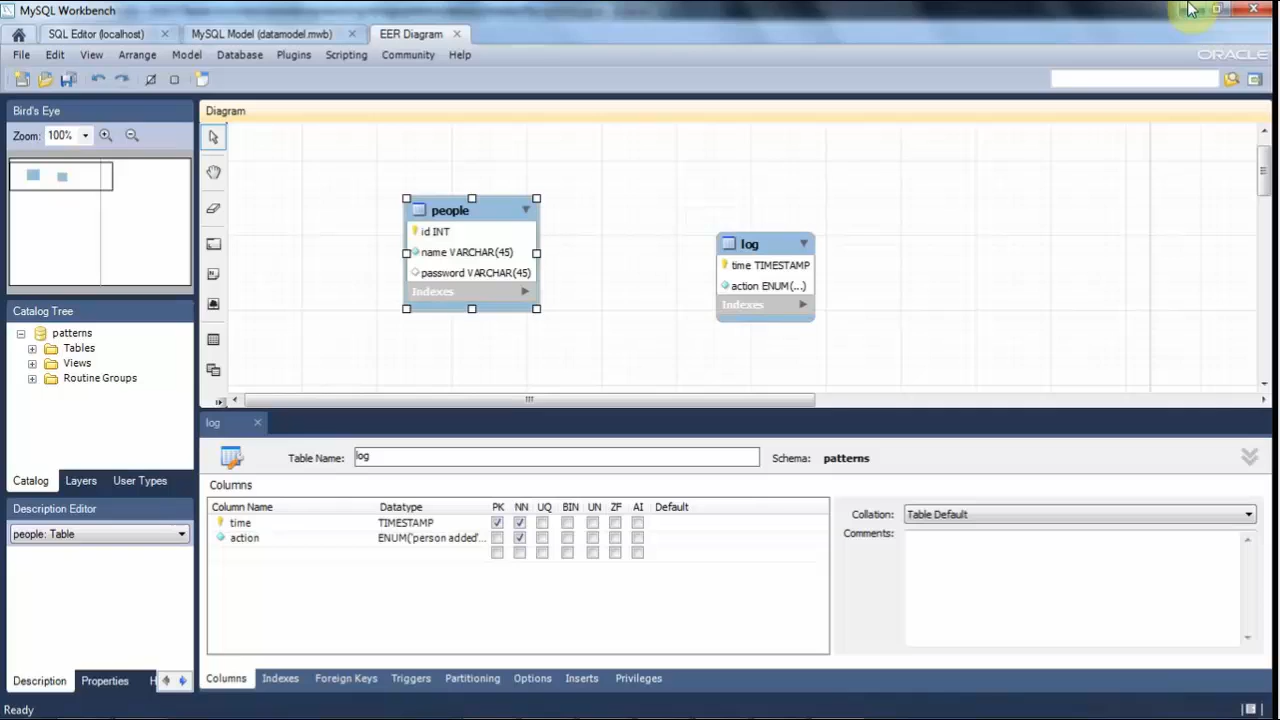 MySQL Workbench
SQL Editor (localhost)
MySQL Model (datamodel.mwb)
EER Diagram
File Edit View Arrange Model Database Plugins Scripting Community Help
ORACLE
Bird's Eye
Diagram
Zoom: 100%
people
id INT
name VARCHAR(45)
password VARCHAR(45)
Indexes
log
time TIMESTAMP
action ENUM(...)
Indexes
Catalog Tree
patterns
Tables
Views
Routine Groups
Catalog Layers User Types
Description Editor
people: Table
Description Properties H
log
Table Name: log
Schema: patterns
Columns
Column Name Datatype PK NN UQ BIN UN ZF AI Default
time TIMESTAMP
action ENUM('person added'...
Collation: Table Default
Comments:
Columns Indexes Foreign Keys Triggers Partitioning Options Inserts Privileges
Ready